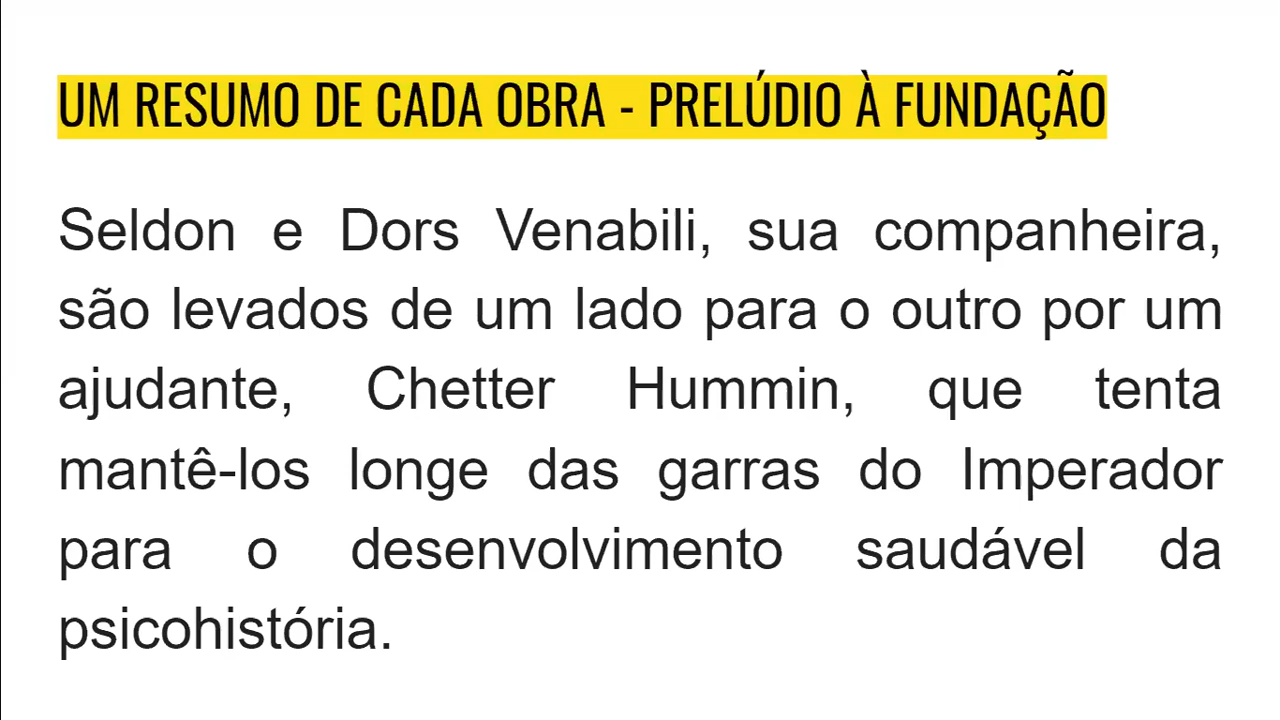 UM RESUMO DE CADA OBRA - PRELÚDIO À FUNDAÇÃO
Seldon e Dors Venabili, sua companheira,
são levados de um lado para o outro por um
ajudante, Chetter Hummin, que tenta
mantê-los longe das garras do Imperador
para o desenvolvimento saudável da
psicohistória.